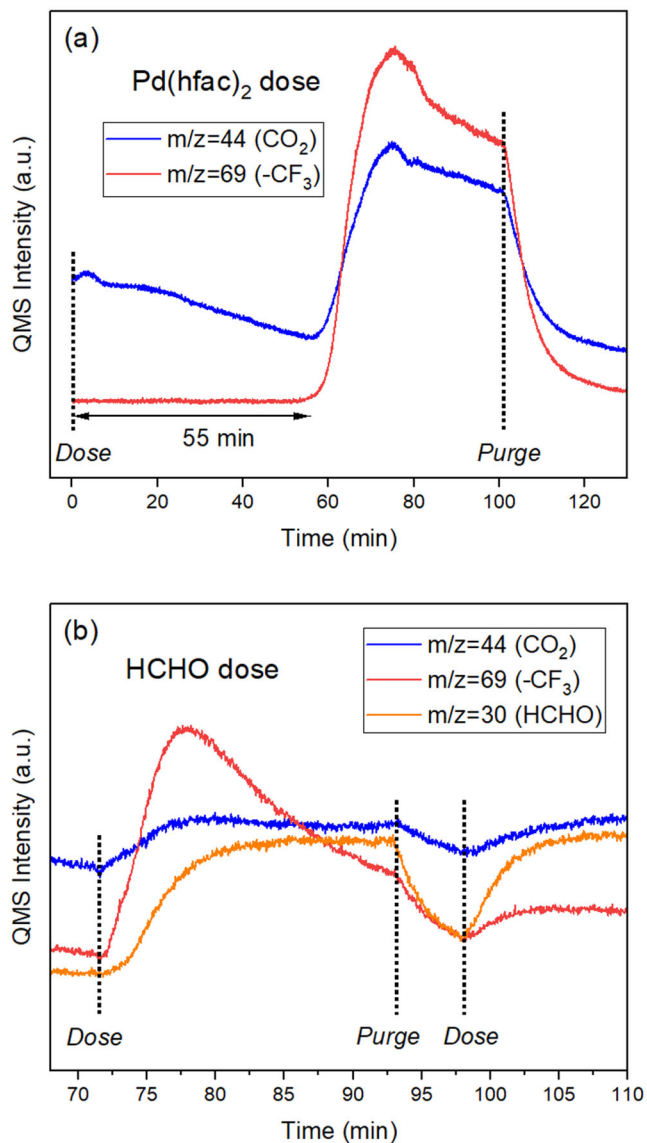 (a)
Pd(hfac)₂ dose
m/z=44 (CO₂)
m/z=69 (-CF₃)
QMS Intensity (a.u.)
55 min
Dose
Purge
0 20 40 60 80 100 120
Time (min)
(b)
HCHO dose
m/z=44 (CO₂)
m/z=69 (-CF₃)
m/z=30 (HCHO)
QMS Intensity (a.u.)
Dose
Purge
Dose
70 75 80 85 90 95 100 105 110
Time (min)